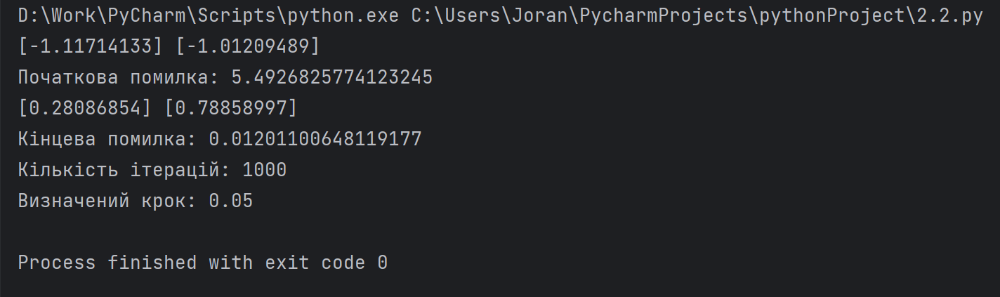 D:\Work\PyCharm\Scripts\python.exe C:\Users\Joran\PycharmProjects\pythonProject\2.2.py
[-1.11714133] [-1.01209489]
Початкова помилка: 5.4926825774123245
[0.28086854] [0.78858997]
Кінцева помилка: 0.01201100648119177
Кількість ітерацій: 1000
Визначений крок: 0.05
Process finished with exit code 0